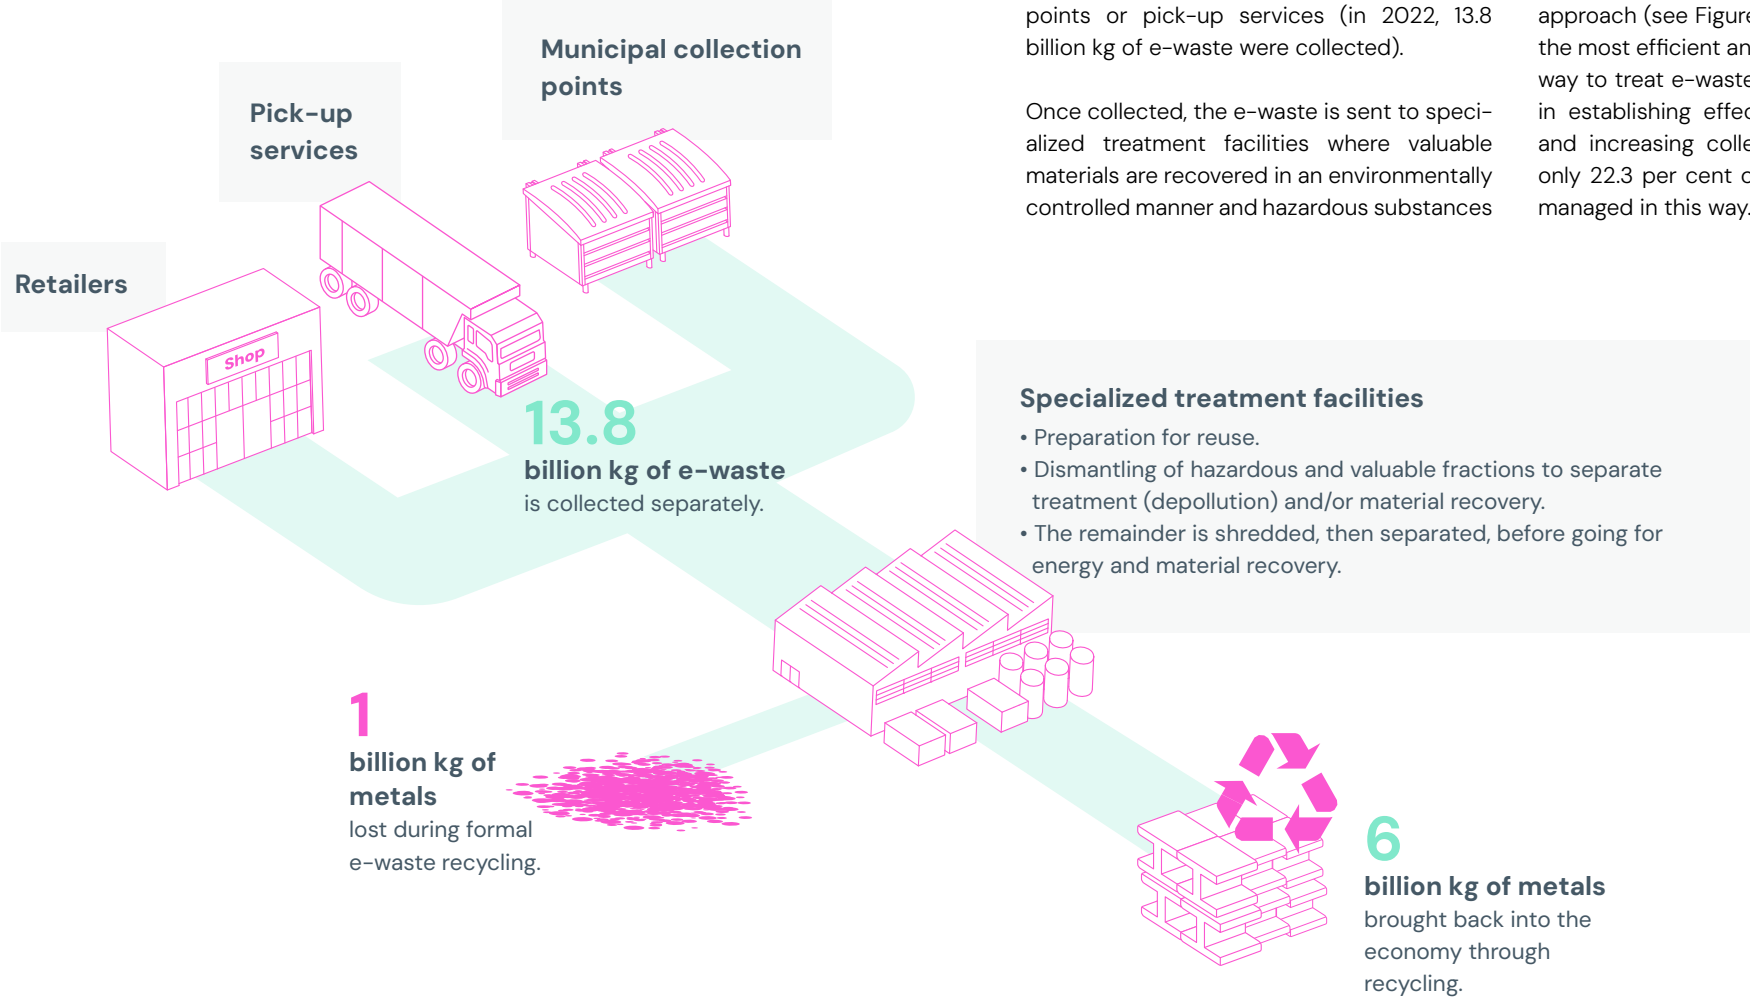 points or pick-up services (in 2022, 13.8
billion kg of e-waste were collected).
Once collected, the e-waste is sent to speci-
alized treatment facilities where valuable
materials are recovered in an environmentally
controlled manner and hazardous substances
approach (see Figure
the most efficient an
way to treat e-waste
in establishing effec
and increasing colle
only 22.3 per cent o
managed in this way.
Municipal collection
points
Pick-up
services
Retailers
Shop
13.8
billion kg of e-waste
is collected separately.
Specialized treatment facilities
• Preparation for reuse.
• Dismantling of hazardous and valuable fractions to separate
treatment (depollution) and/or material recovery.
• The remainder is shredded, then separated, before going for
energy and material recovery.
1
billion kg of
metals
lost during formal
e-waste recycling.
6
billion kg of metals
brought back into the
economy through
recycling.